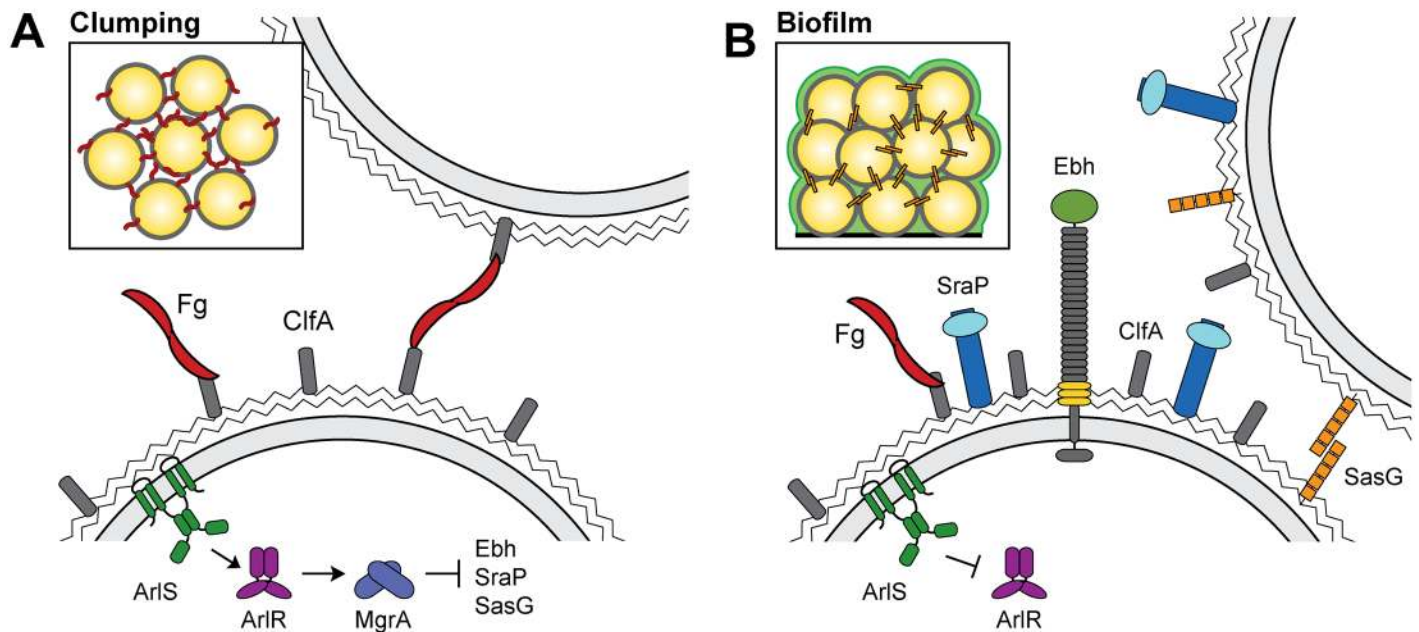 A
Clumping
Fg
ClfA
ArlS
ArlR
MgrA
Ebh
SraP
SasG
B
Biofilm
Ebh
SraP
Fg
ClfA
SasG
ArlS
ArlR